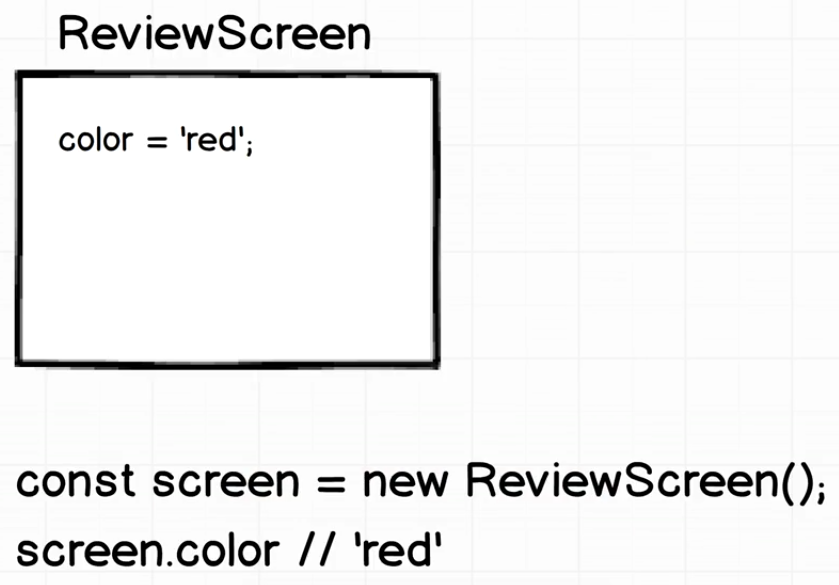 ReviewScreen
color = 'red';
const screen = new ReviewScreen();
screen.color // 'red'